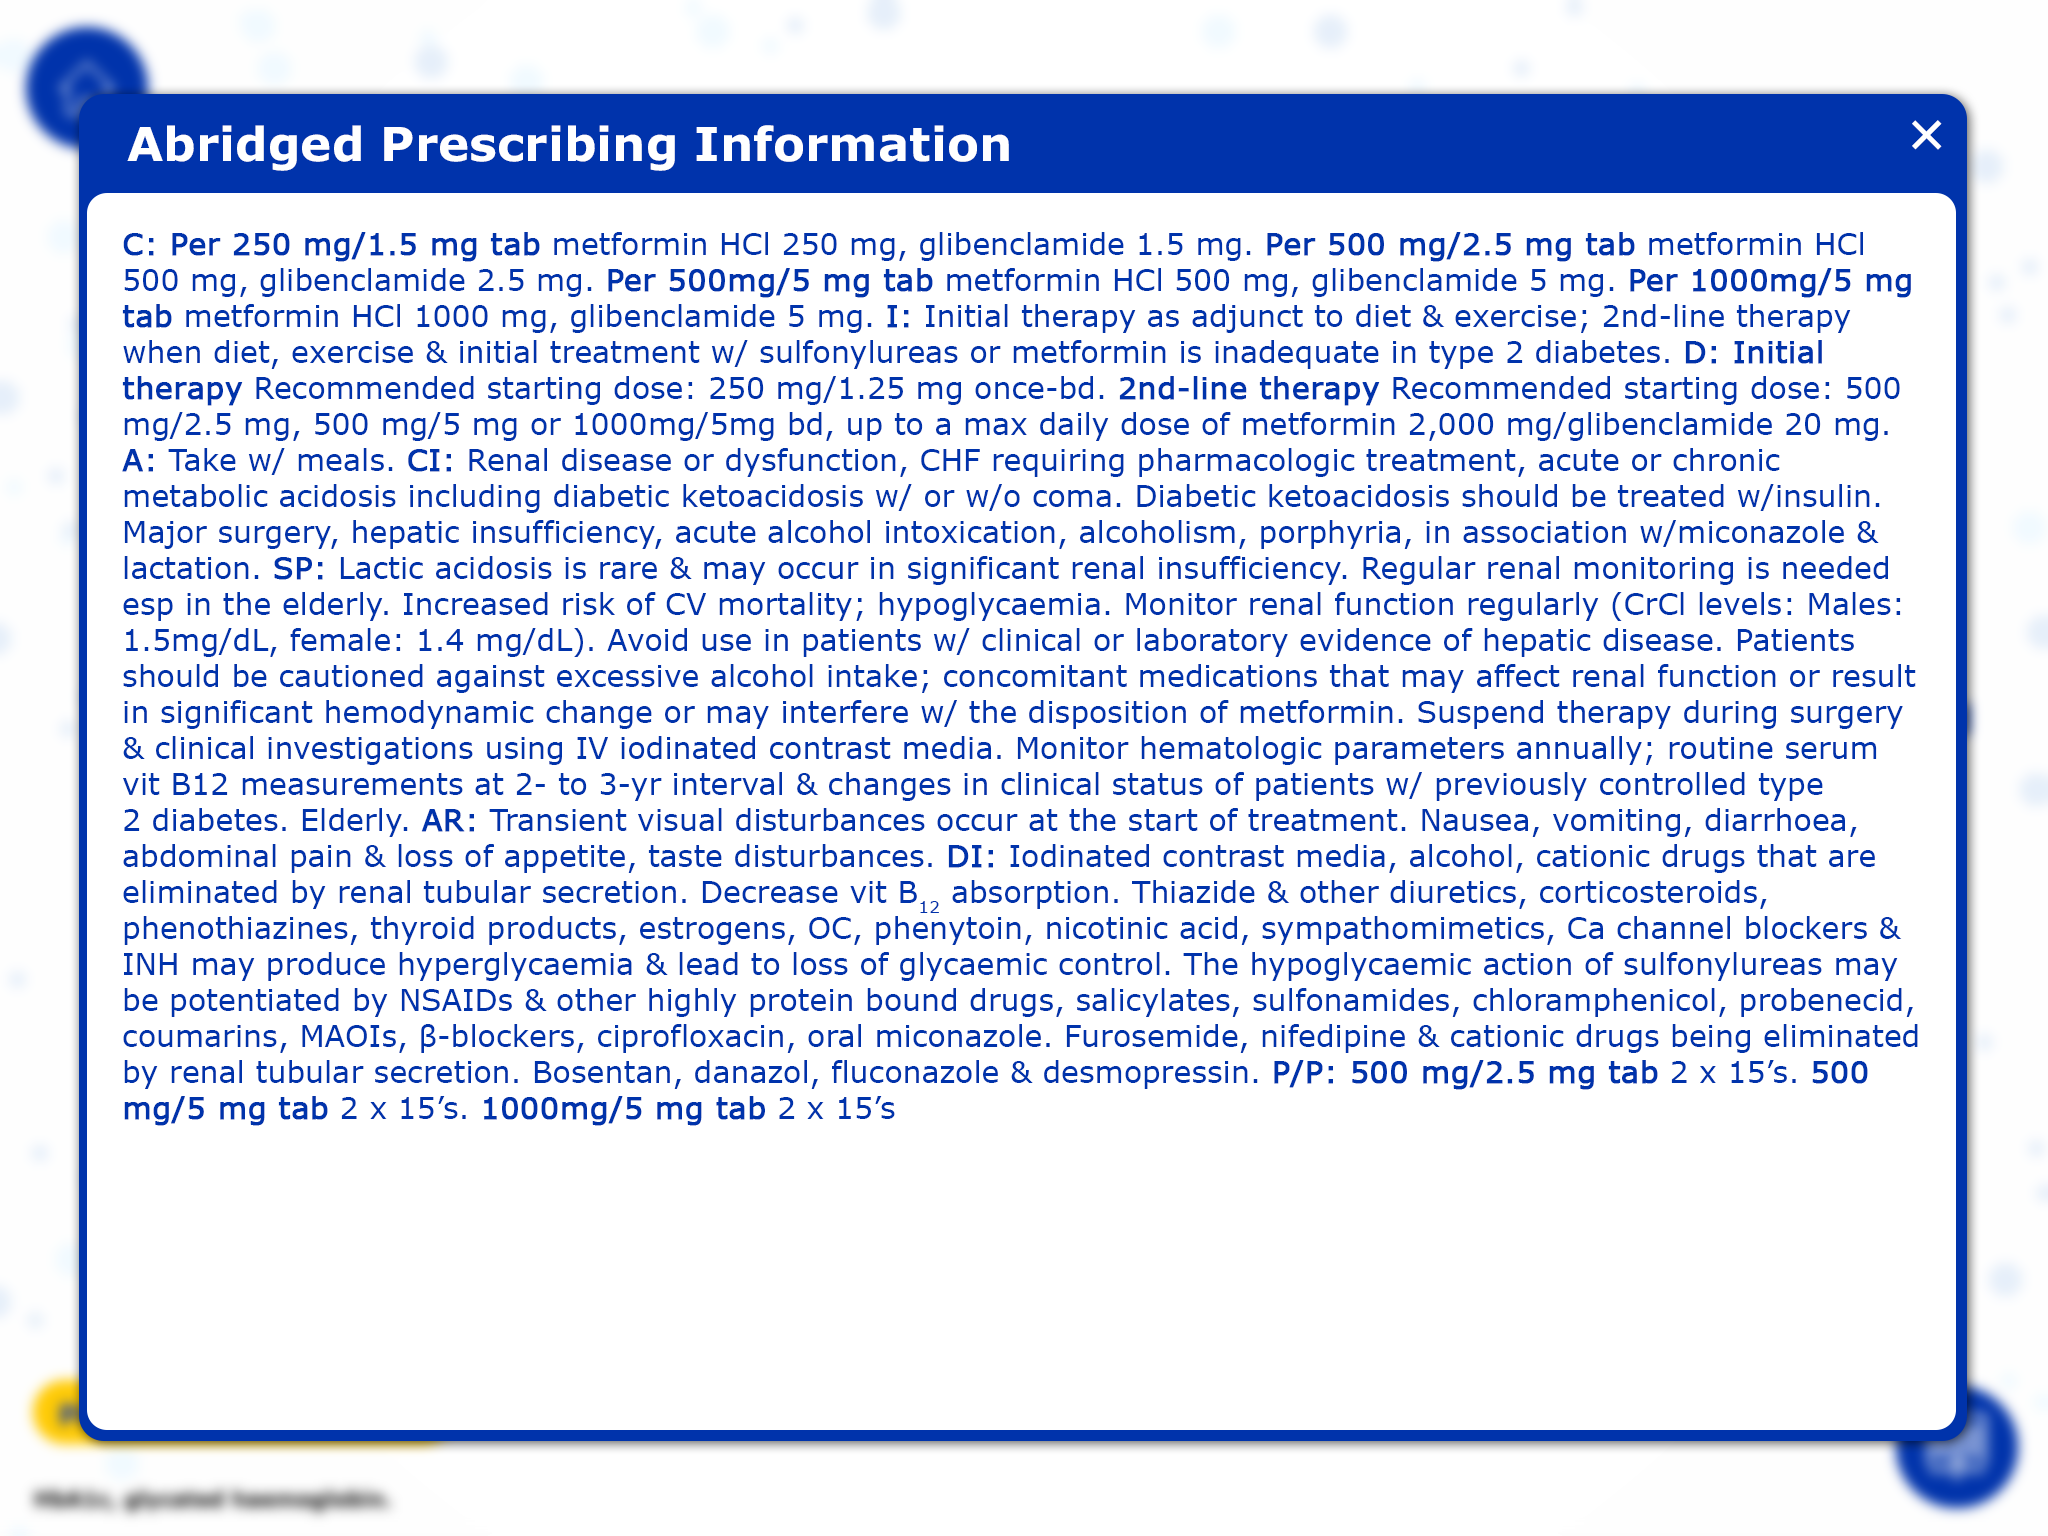 Abridged Prescribing Information
C: Per 250 mg/1.5 mg tab metformin HCl 250 mg, glibenclamide 1.5 mg. Per 500 mg/2.5 mg tab metformin HCl
500 mg, glibenclamide 2.5 mg. Per 500mg/5 mg tab metformin HCl 500 mg, glibenclamide 5 mg. Per 1000mg/5 mg
tab metformin HCl 1000 mg, glibenclamide 5 mg. I: Initial therapy as adjunct to diet & exercise; 2nd-line therapy
when diet, exercise & initial treatment w/ sulfonylureas or metformin is inadequate in type 2 diabetes. D: Initial
therapy Recommended starting dose: 250 mg/1.25 mg once-bd. 2nd-line therapy Recommended starting dose: 500
mg/2.5 mg, 500 mg/5 mg or 1000mg/5mg bd, up to a max daily dose of metformin 2,000 mg/glibenclamide 20 mg.
A: Take w/ meals. CI: Renal disease or dysfunction, CHF requiring pharmacologic treatment, acute or chronic
metabolic acidosis including diabetic ketoacidosis w/ or w/o coma. Diabetic ketoacidosis should be treated w/insulin.
Major surgery, hepatic insufficiency, acute alcohol intoxication, alcoholism, porphyria, in association w/miconazole &
lactation. SP: Lactic acidosis is rare & may occur in significant renal insufficiency. Regular renal monitoring is needed
esp in the elderly. Increased risk of CV mortality; hypoglycaemia. Monitor renal function regularly (CrCl levels: Males:
1.5mg/dL, female: 1.4 mg/dL). Avoid use in patients w/ clinical or laboratory evidence of hepatic disease. Patients
should be cautioned against excessive alcohol intake; concomitant medications that may affect renal function or result
in significant hemodynamic change or may interfere w/ the disposition of metformin. Suspend therapy during surgery
& clinical investigations using IV iodinated contrast media. Monitor hematologic parameters annually; routine serum
vit B12 measurements at 2- to 3-yr interval & changes in clinical status of patients w/ previously controlled type
2 diabetes. Elderly. AR: Transient visual disturbances occur at the start of treatment. Nausea, vomiting, diarrhoea,
abdominal pain & loss of appetite, taste disturbances. DI: Iodinated contrast media, alcohol, cationic drugs that are
eliminated by renal tubular secretion. Decrease vit B12 absorption. Thiazide & other diuretics, corticosteroids,
phenothiazines, thyroid products, estrogens, OC, phenytoin, nicotinic acid, sympathomimetics, Ca channel blockers &
INH may produce hyperglycaemia & lead to loss of glycaemic control. The hypoglycaemic action of sulfonylureas may
be potentiated by NSAIDs & other highly protein bound drugs, salicylates, sulfonamides, chloramphenicol, probenecid,
coumarins, MAOIs, β-blockers, ciprofloxacin, oral miconazole. Furosemide, nifedipine & cationic drugs being eliminated
by renal tubular secretion. Bosentan, danazol, fluconazole & desmopressin. P/P: 500 mg/2.5 mg tab 2 x 15’s. 500
mg/5 mg tab 2 x 15’s. 1000mg/5 mg tab 2 x 15’s
HbA1c, glycated haemoglobin.